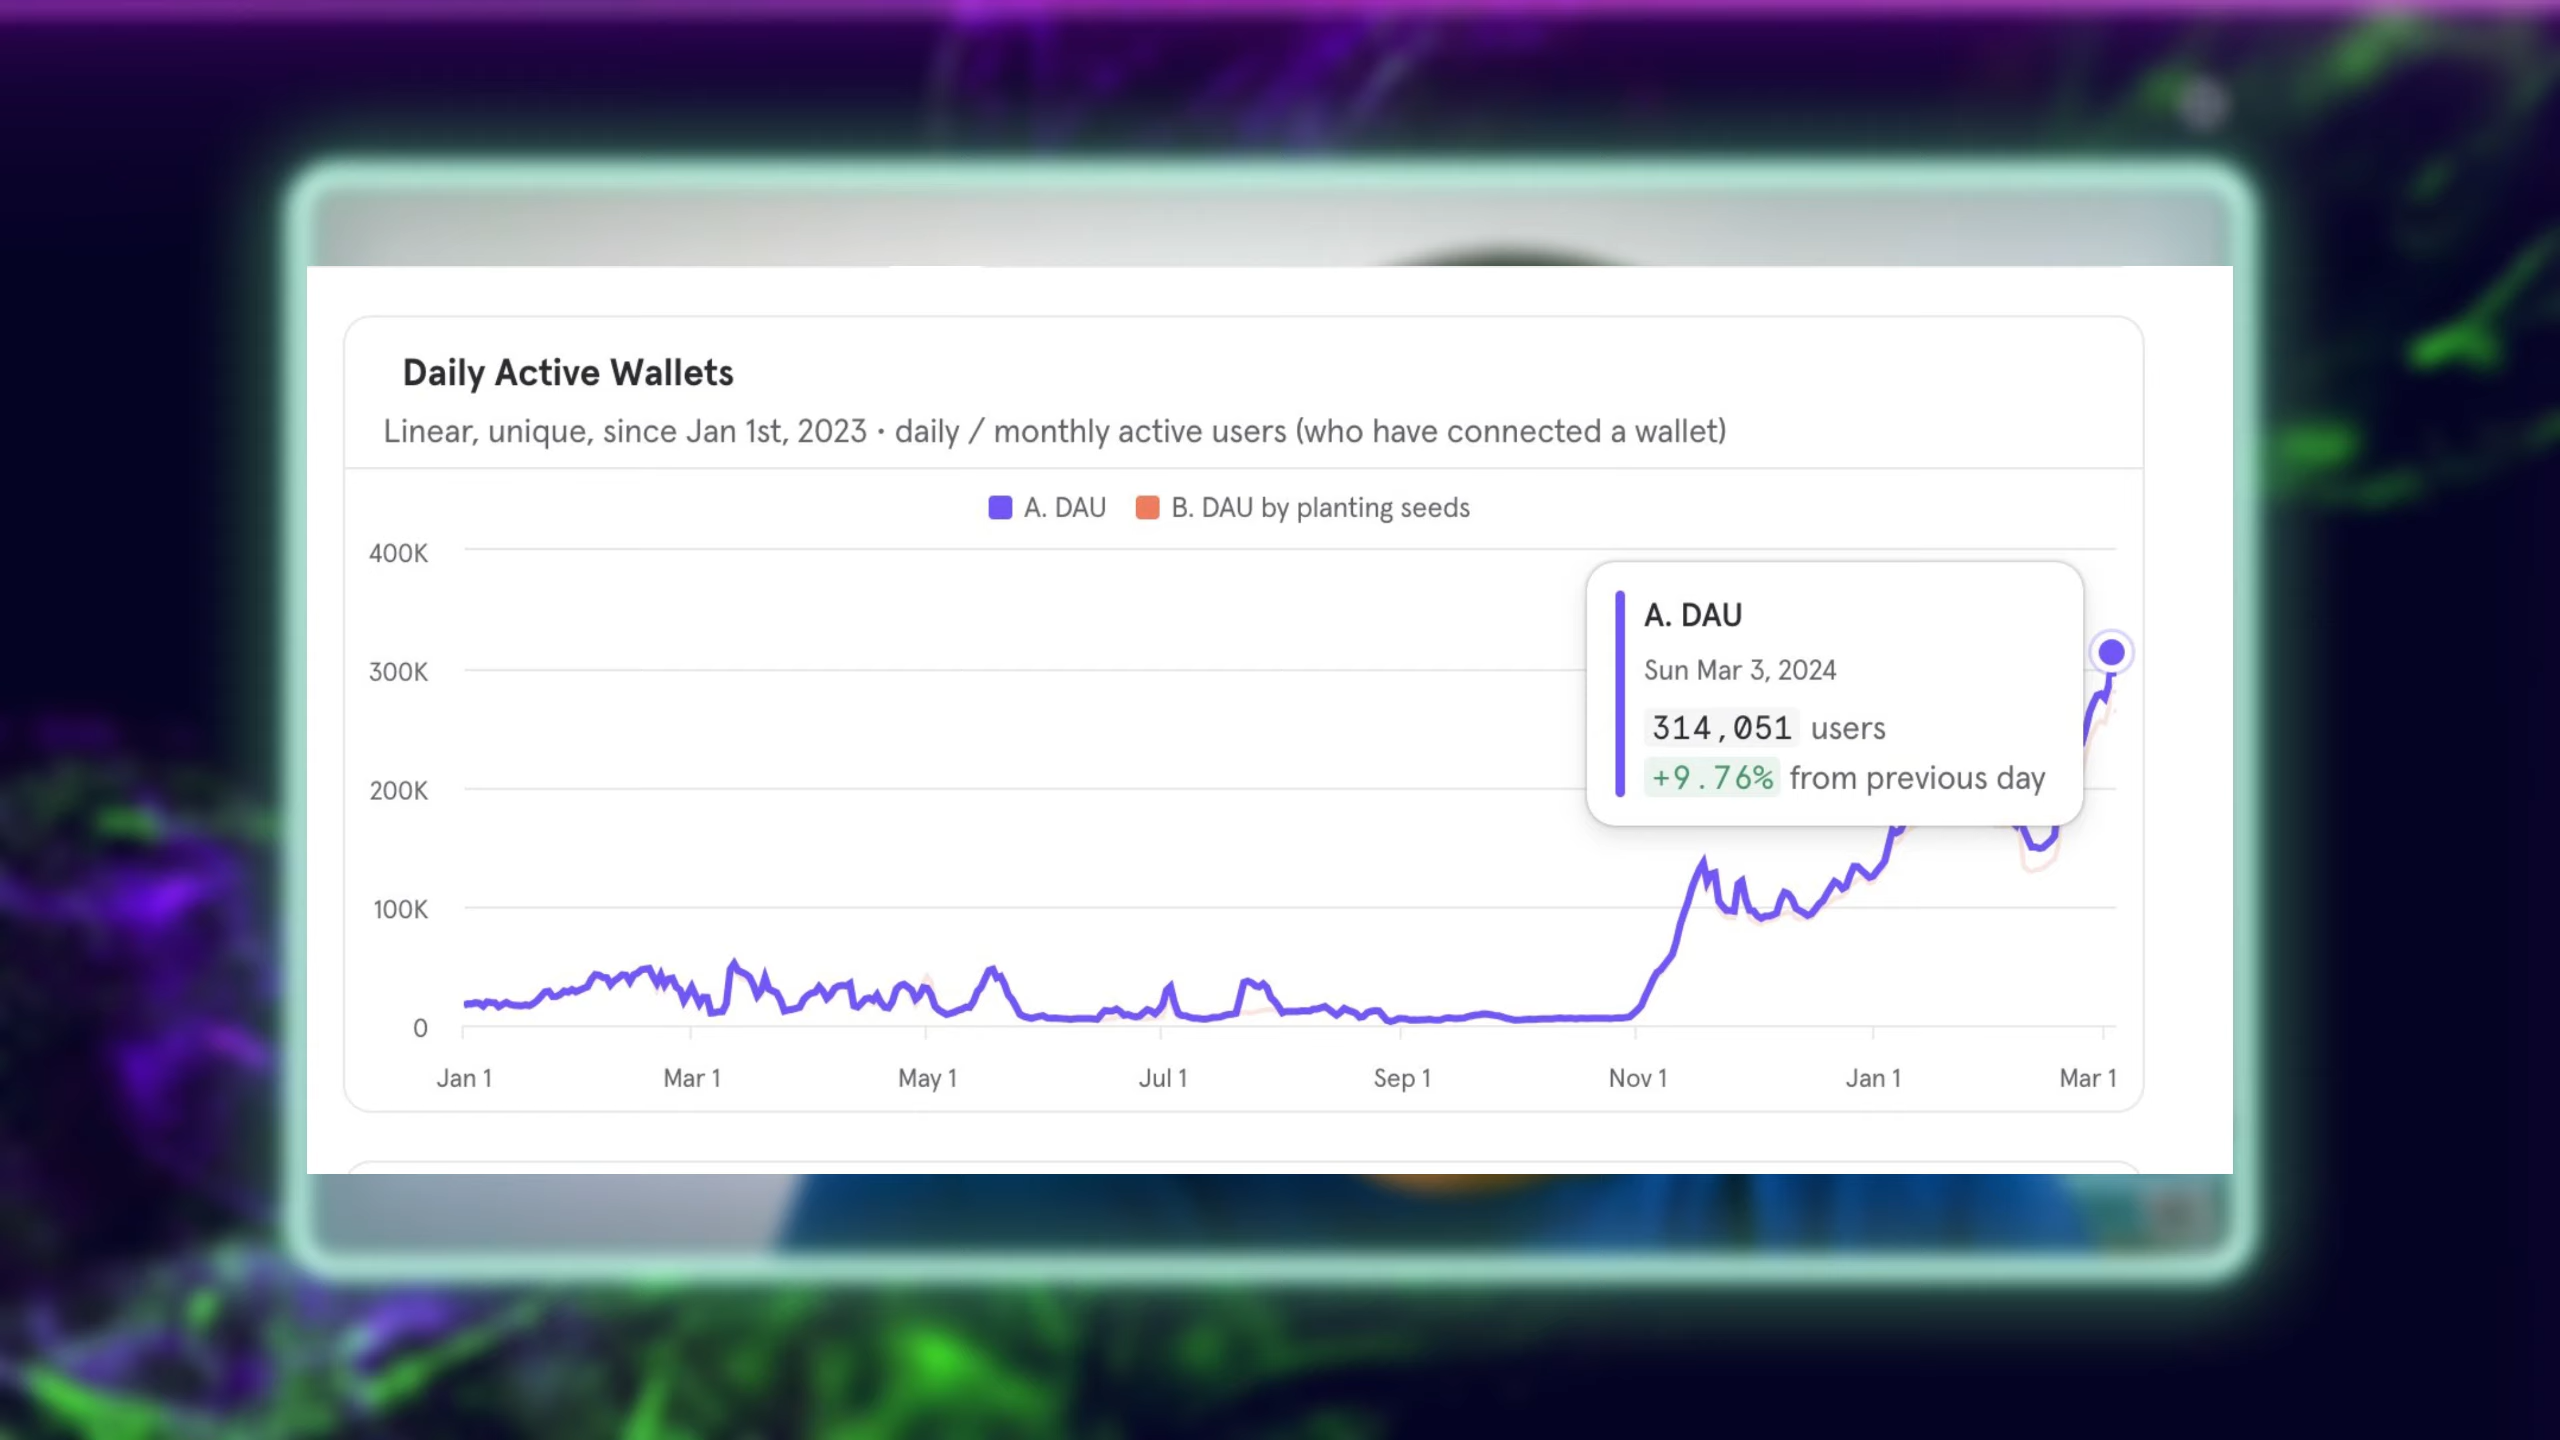 Daily Active Wallets
Linear, unique, since Jan 1st, 2023 · daily / monthly active users (who have connected a wallet)
A. DAU B. DAU by planting seeds
400K
300K
200K
100K
0
A. DAU
Sun Mar 3, 2024
314,051 users
+9.76% from previous day
Jan 1 Mar 1 May 1 Jul 1 Sep 1 Nov 1 Jan 1 Mar 1